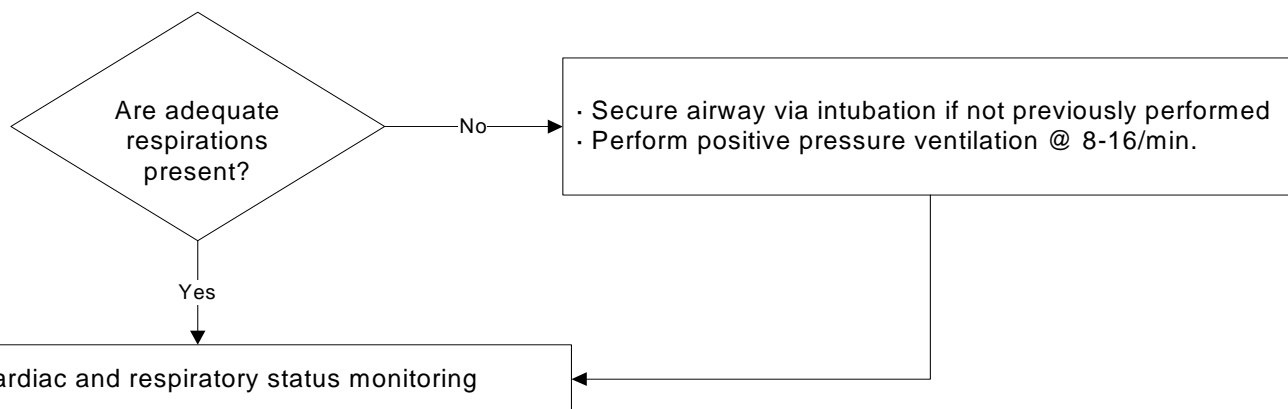 Are adequate
respirations
present?
No
· Secure airway via intubation if not previously performed
· Perform positive pressure ventilation @ 8-16/min.
Yes
ardiac and respiratory status monitoring